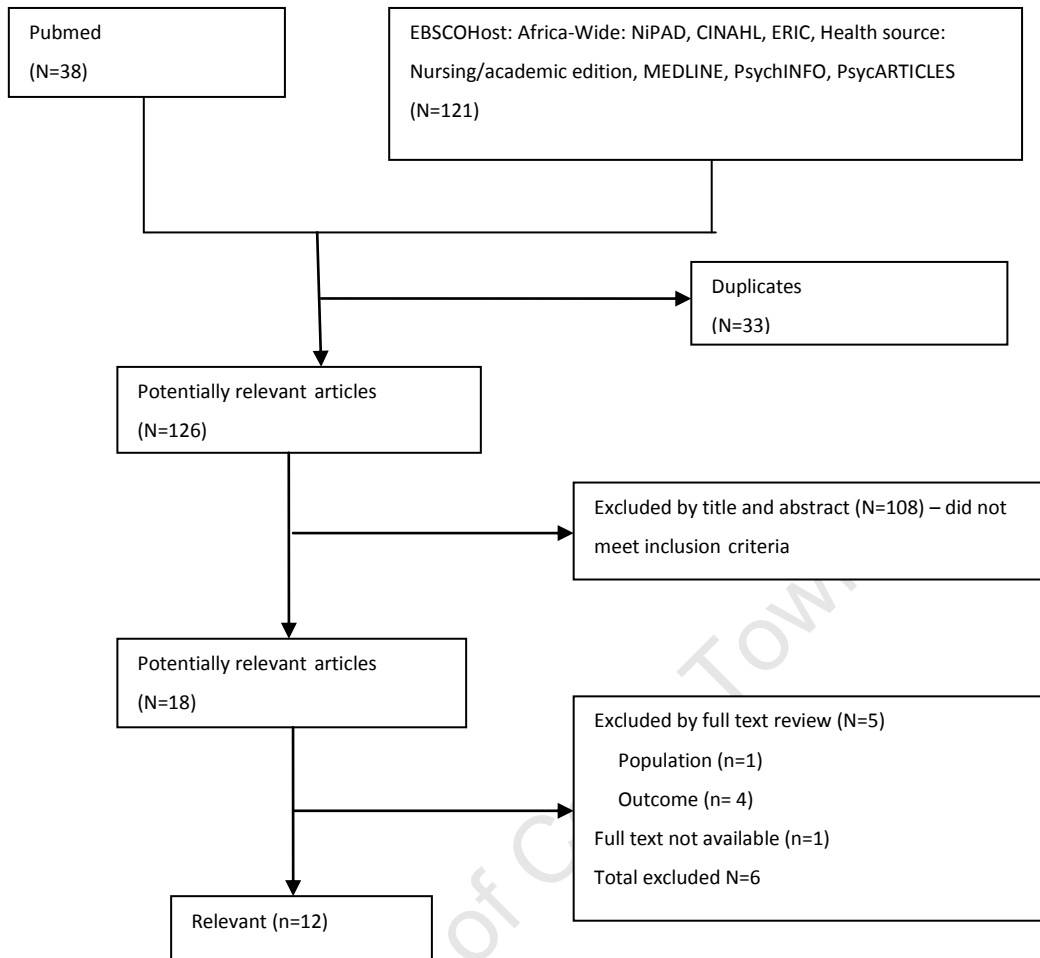 Pubmed
(N=38)
EBSCOHost: Africa-Wide: NiPAD, CINAHL, ERIC, Health source:
Nursing/academic edition, MEDLINE, PsychINFO, PsycARTICLES
(N=121)
Duplicates
(N=33)
Potentially relevant articles
(N=126)
Excluded by title and abstract (N=108) – did not
meet inclusion criteria
Potentially relevant articles
(N=18)
Excluded by full text review (N=5)
Population (n=1)
Outcome (n= 4)
Full text not available (n=1)
Total excluded N=6
Relevant (n=12)
of
Town